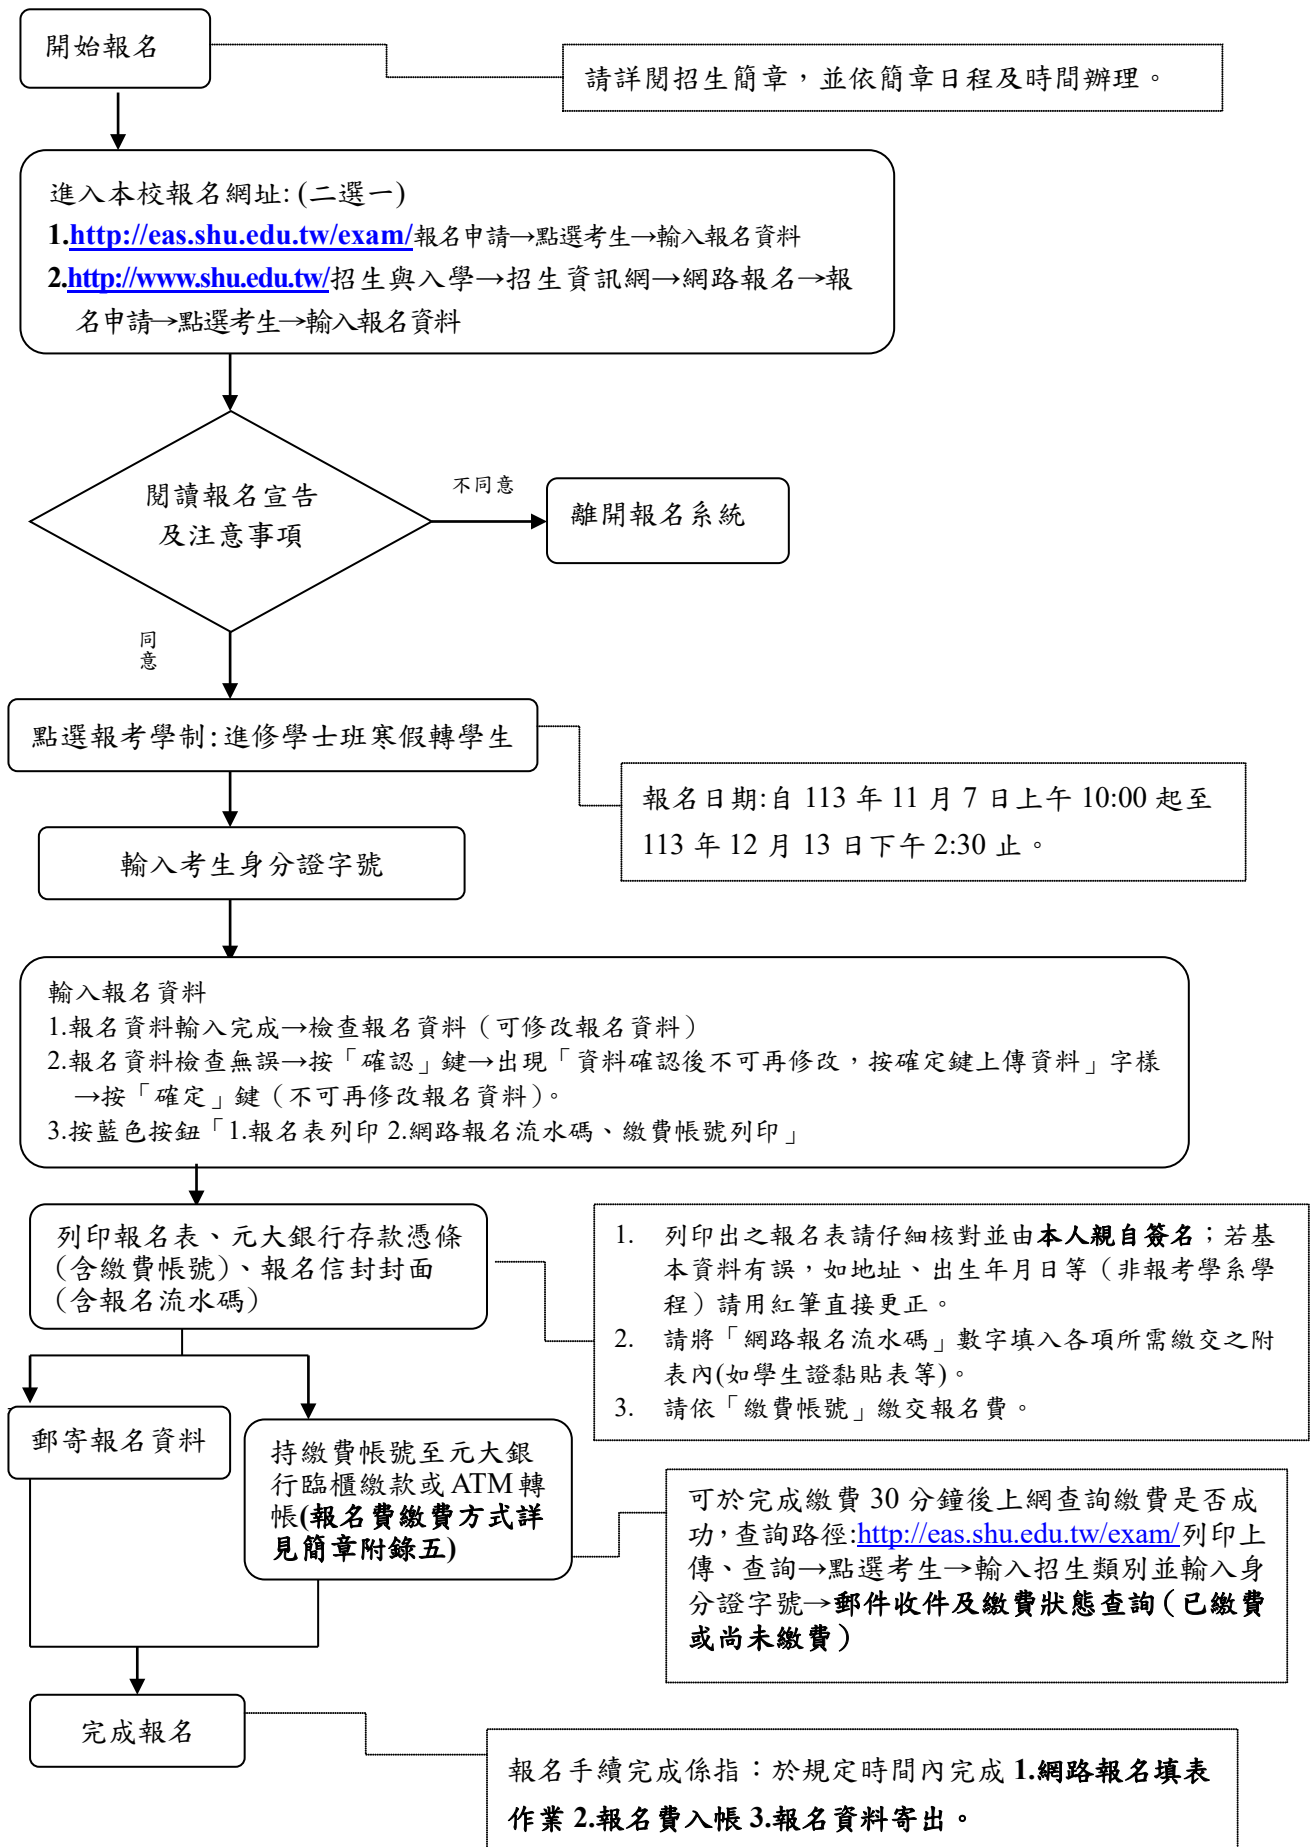 開始報名
請詳閱招生簡章，並依簡章日程及時間辦理。
進入本校報名網址: (二選一)
1.http://eas.shu.edu.tw/exam/報名申請→點選考生→輸入報名資料
2.http://www.shu.edu.tw/招生與入學→招生資訊網→網路報名→報
名申請→點選考生→輸入報名資料
閱讀報名宣告
及注意事項
不同意
離開報名系統
同
意
點選報考學制:進修學士班寒假轉學生
報名日期:自 113 年 11 月 7 日上午 10:00 起至
113 年 12 月 13 日下午 2:30 止。
輸入考生身分證字號
輸入報名資料
1.報名資料輸入完成→檢查報名資料（可修改報名資料）
2.報名資料檢查無誤→按「確認」鍵→出現「資料確認後不可再修改，按確定鍵上傳資料」字樣
→按「確定」鍵（不可再修改報名資料）。
3.按藍色按鈕「1.報名表列印 2.網路報名流水碼、繳費帳號列印」
列印報名表、元大銀行存款憑條
（含繳費帳號）、報名信封封面
（含報名流水碼）
1. 列印出之報名表請仔細核對並由本人親自簽名；若基
本資料有誤，如地址、出生年月日等（非報考學系學
程）請用紅筆直接更正。
2. 請將「網路報名流水碼」數字填入各項所需繳交之附
表內(如學生證黏貼表等)。
3. 請依「繳費帳號」繳交報名費。
郵寄報名資料
持繳費帳號至元大銀
行臨櫃繳款或 ATM 轉
帳(報名費繳費方式詳
見簡章附錄五)
可於完成繳費 30 分鐘後上網查詢繳費是否成
功，查詢路徑:http://eas.shu.edu.tw/exam/列印上
傳、查詢→點選考生→輸入招生類別並輸入身
分證字號→郵件收件及繳費狀態查詢（已繳費
或尚未繳費）
完成報名
報名手續完成係指：於規定時間內完成 1.網路報名填表
作業 2.報名費入帳 3.報名資料寄出。